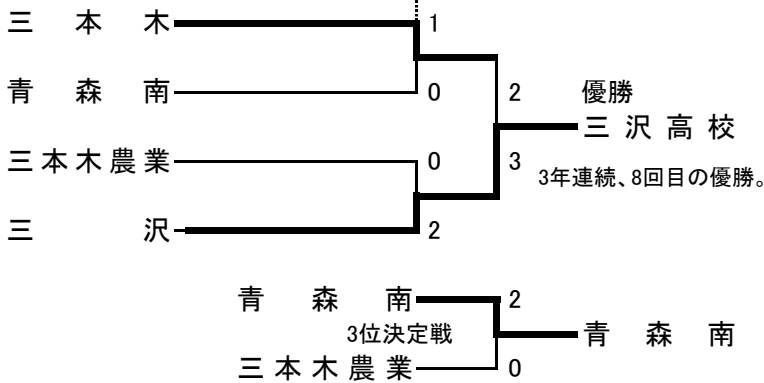 三本木 1
青森南 0 2 優勝
三沢高校
三本木農業 0 3 3年連続、8回目の優勝。
三沢 2
青森南 2
3位決定戦 青森南
三本木農業 0